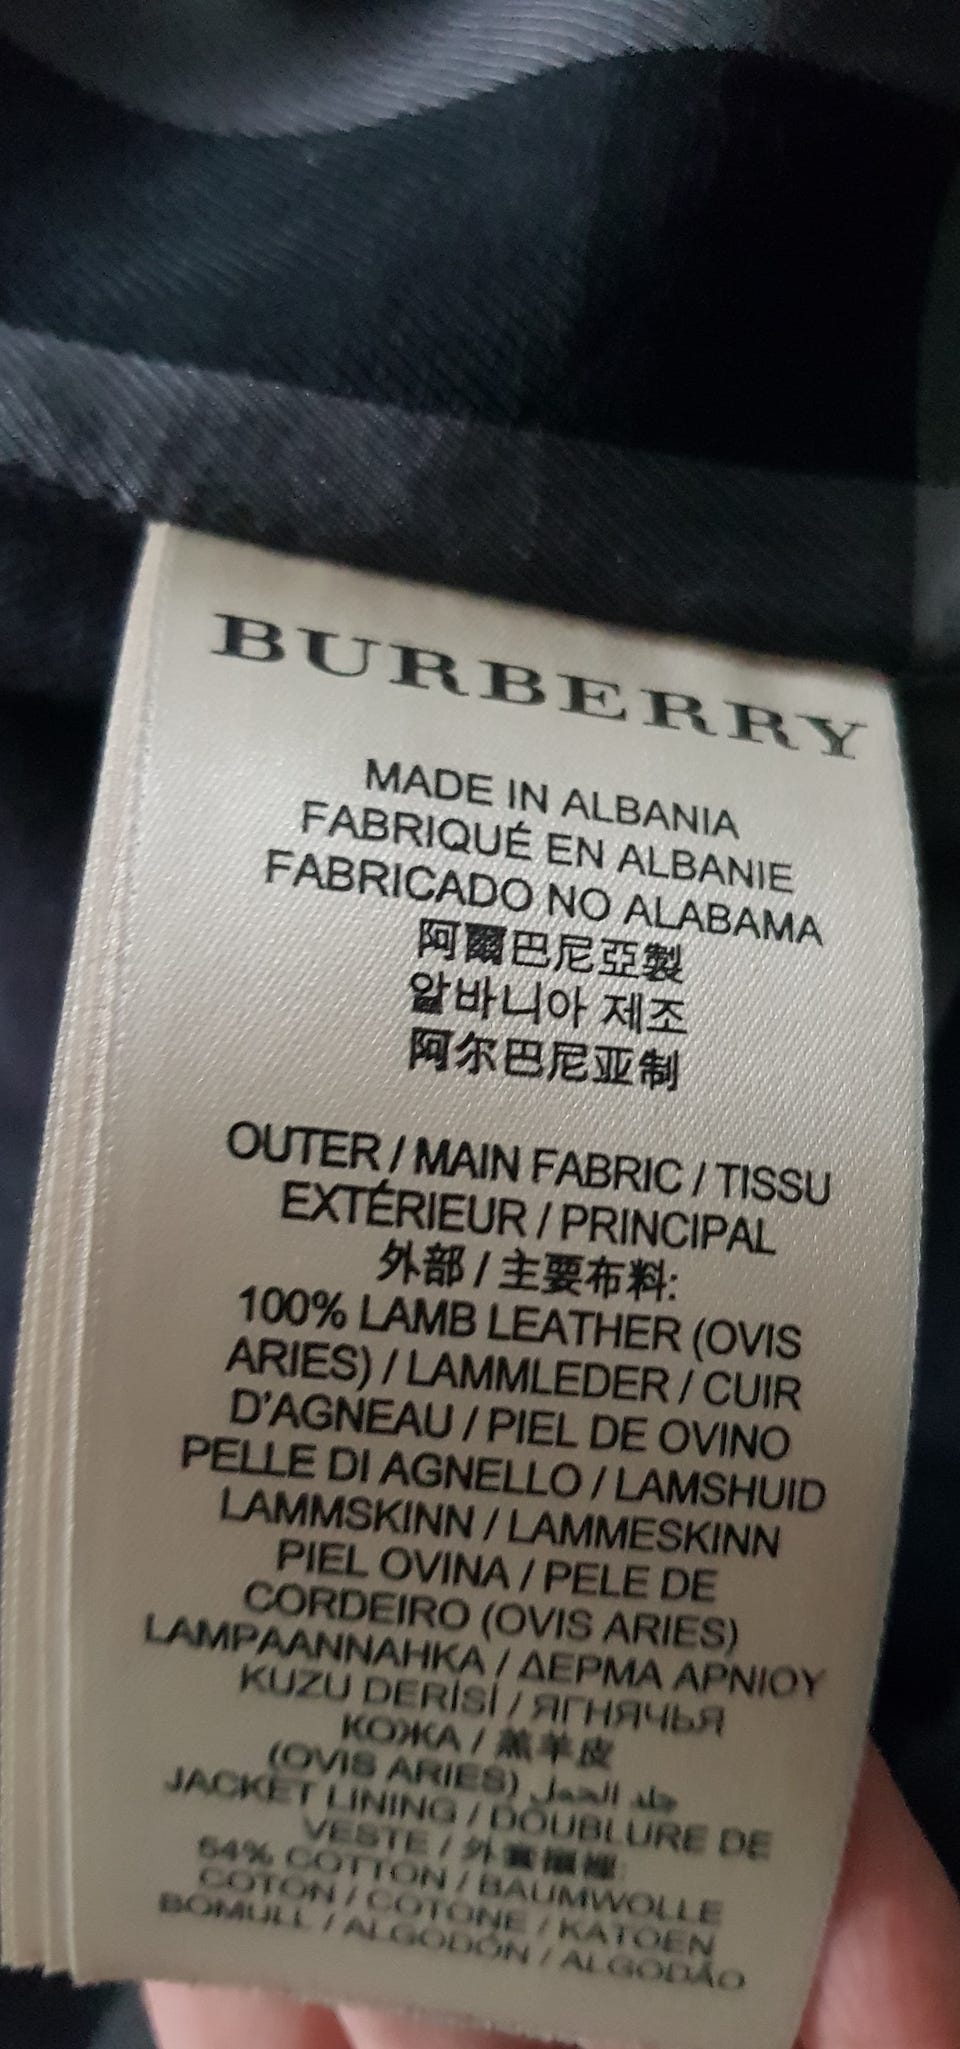 BURBERRY
MADE IN ALBANIA
FABRIQUÉ EN ALBANIE
FABRICADO NO ALABAMA
阿爾巴尼亞製
알바니아 제조
阿尔巴尼亚制
OUTER / MAIN FABRIC / TISSU
EXTÉRIEUR / PRINCIPAL
外部 / 主要布料:
100% LAMB LEATHER (OVIS
ARIES) / LAMMLEDER / CUIR
D'AGNEAU / PIEL DE OVINO
PELLE DI AGNELLO / LAMSHUID
LAMMSKINN / LAMMESKINN
PIEL OVINA / PELE DE
CORDEIRO (OVIS ARIES)
LAMPAANNAHKA / ΔΕΡΜΑ ΑΡΝΙΟΥ
KUZU DERİSİ / ЯГНЯЧЬЯ
КОЖА / 羔羊皮
(OVIS ARIES) جلد الحمل
JACKET LINING / DOUBLURE DE
VESTE / 外套
54% COTTON / BAUMWOLLE
COTON / COTONE / KATOEN
BOMULL / ALGODÓN / ALGODÃO